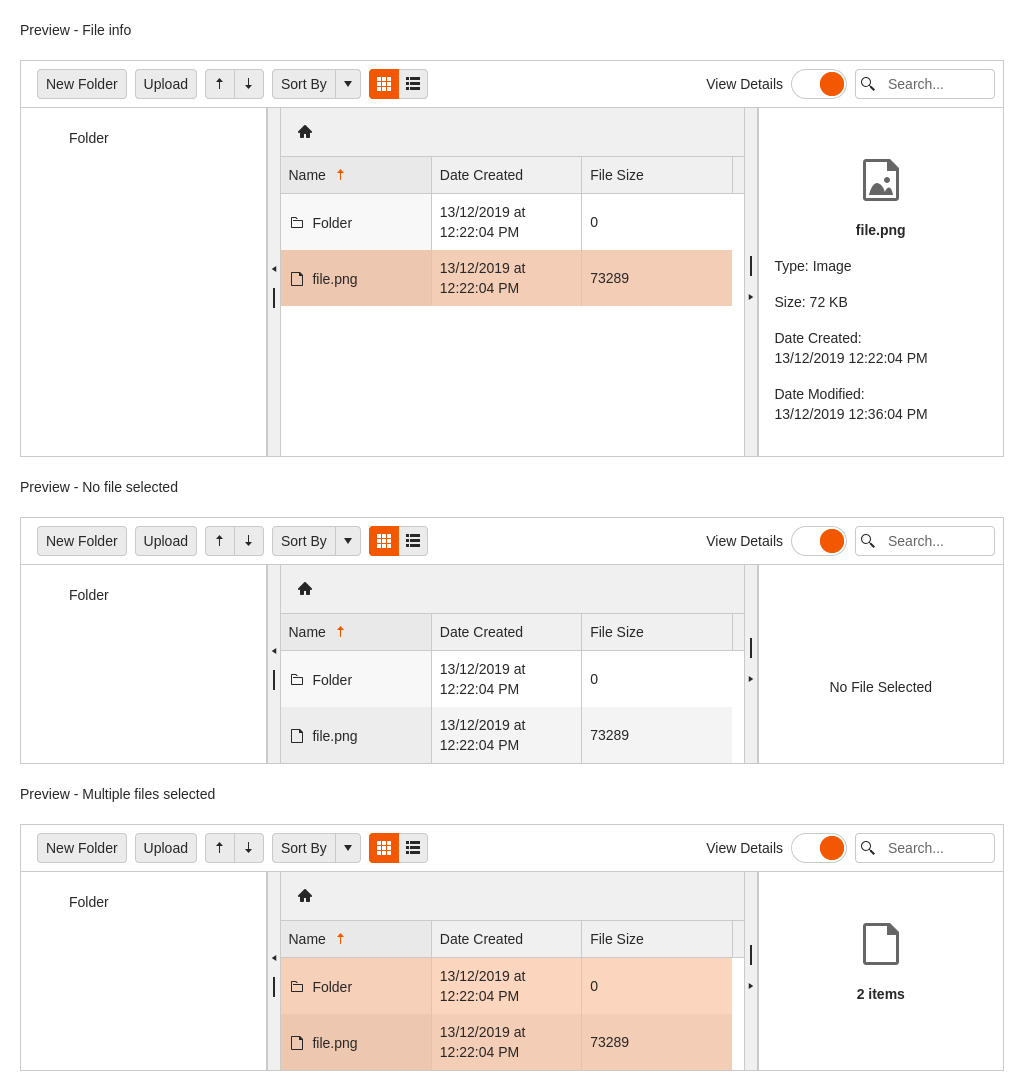 Preview - File info
New Folder Upload Sort By View Details Search...
Folder
Name Date Created File Size
Folder 13/12/2019 at 12:22:04 PM 0
file.png 13/12/2019 at 12:22:04 PM 73289
file.png
Type: Image
Size: 72 KB
Date Created:
13/12/2019 12:22:04 PM
Date Modified:
13/12/2019 12:36:04 PM
Preview - No file selected
New Folder Upload Sort By View Details Search...
Folder
Name Date Created File Size
Folder 13/12/2019 at 12:22:04 PM 0
file.png 13/12/2019 at 12:22:04 PM 73289
No File Selected
Preview - Multiple files selected
New Folder Upload Sort By View Details Search...
Folder
Name Date Created File Size
Folder 13/12/2019 at 12:22:04 PM 0
file.png 13/12/2019 at 12:22:04 PM 73289
2 items